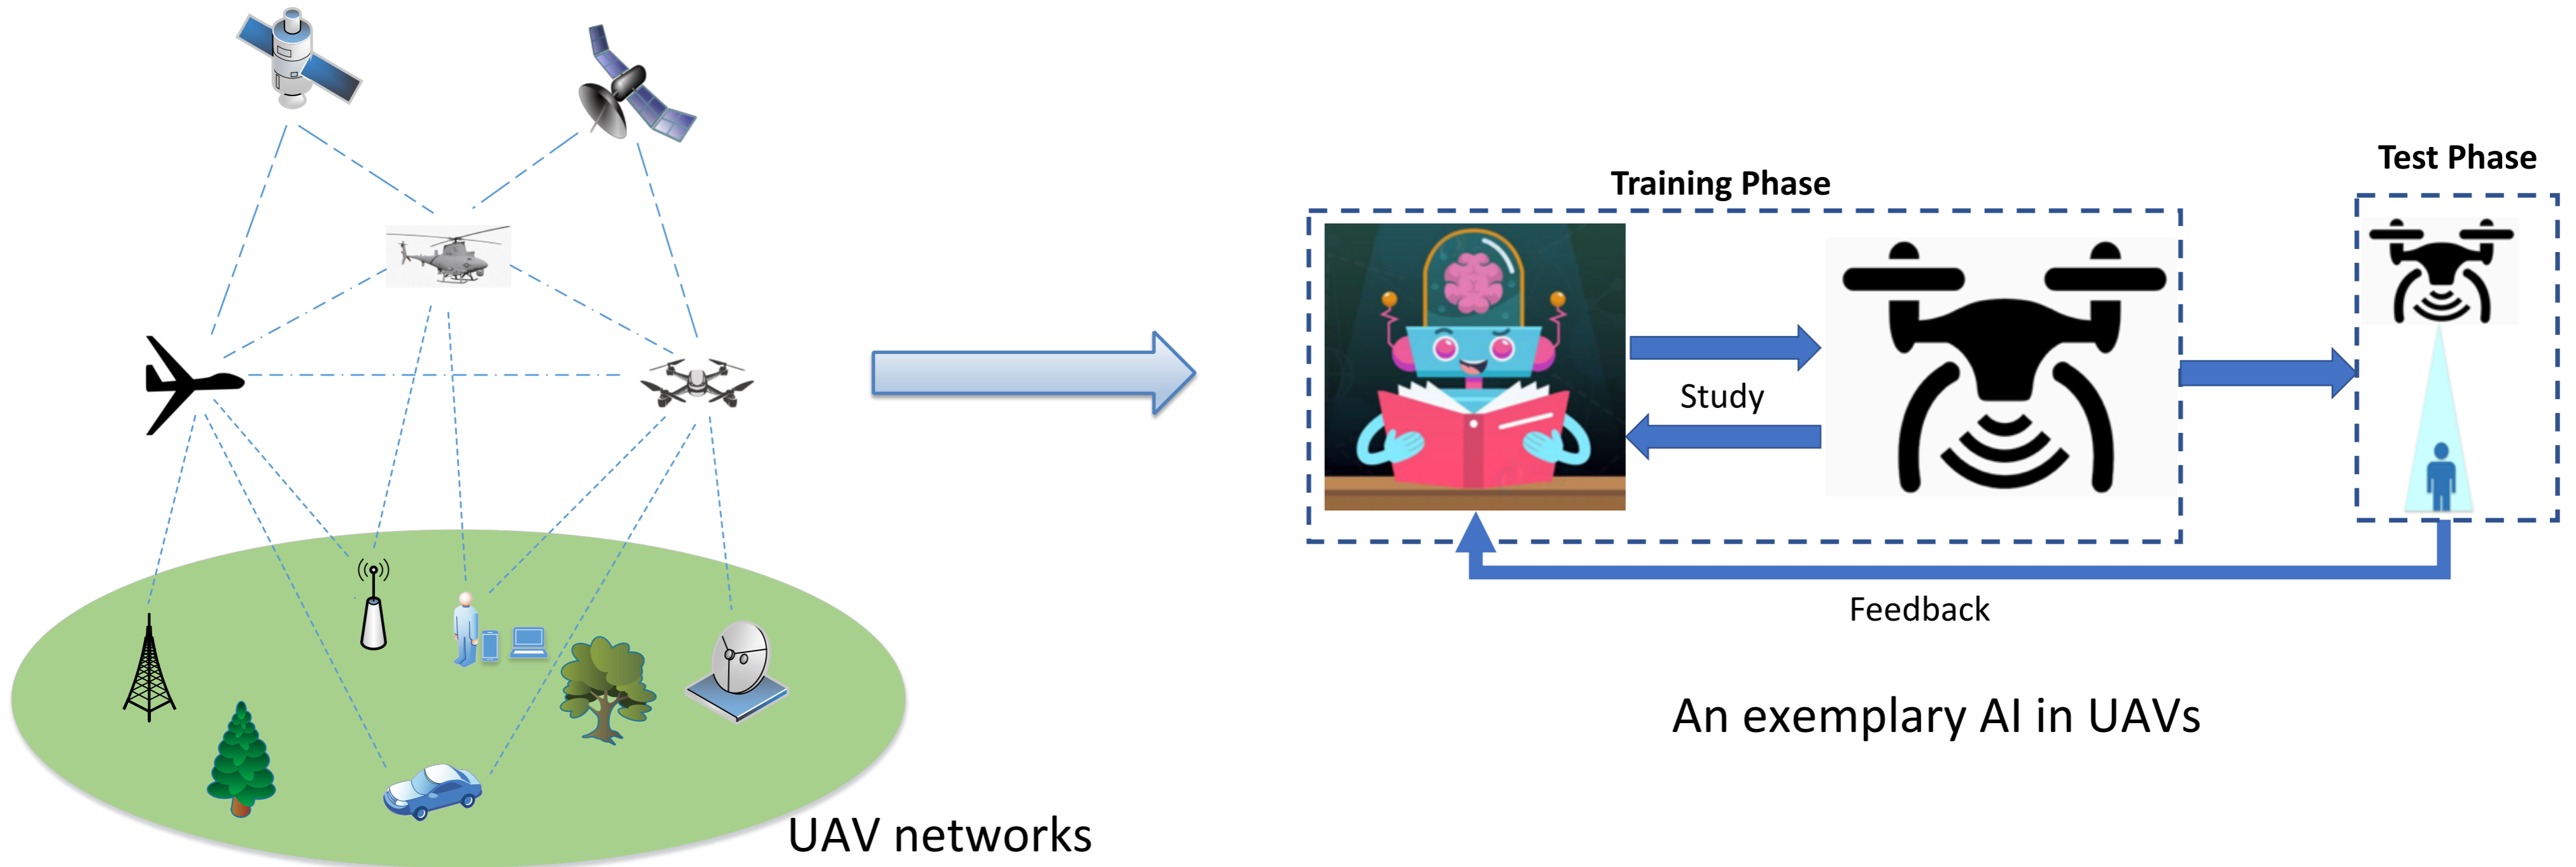 Test Phase
Training Phase
Study
Feedback
An exemplary AI in UAVs
UAV networks